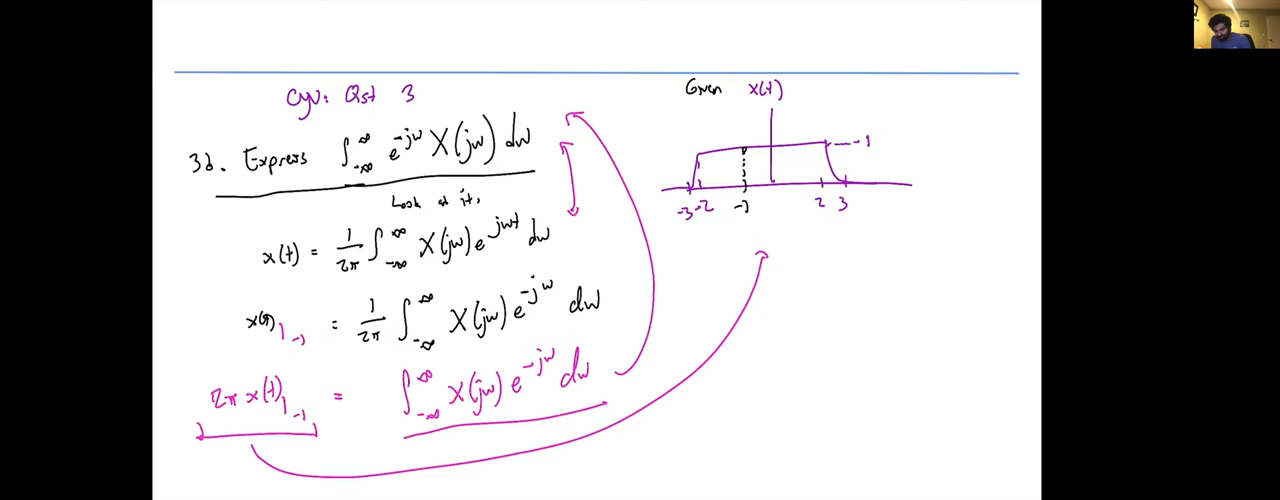 Qst 3
3d. Express ∫_{-∞}^{∞} e^{-jω} X(jω) dω
Look at it,
x(t) = 1/2π ∫_{-∞}^{∞} X(jω) e^{jωt} dω
x(t)|_{-1} = 1/2π ∫_{-∞}^{∞} X(jω) e^{-jω} dω
2π x(t)|_{-1} = ∫_{-∞}^{∞} X(jω) e^{-jω} dω
Given x(t)
1
-3 -2 -1 2 3